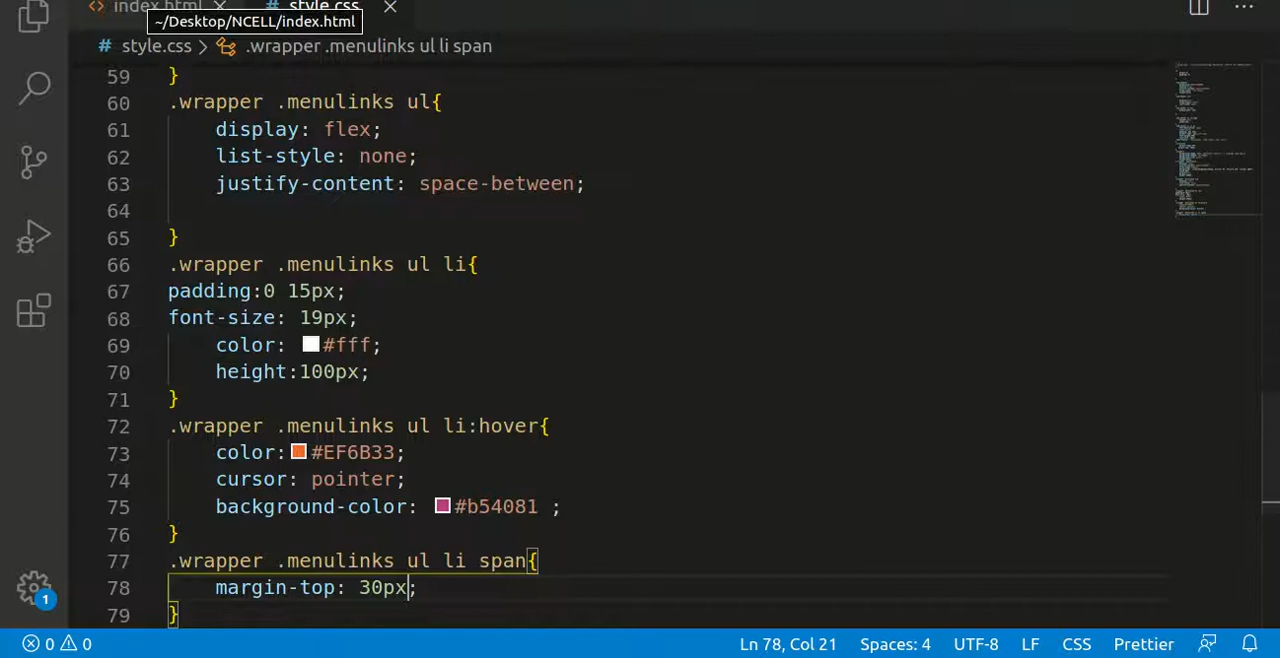 index.html
style.css
~/Desktop/NCELL/index.html
# style.css > .wrapper .menulinks ul li span
59 }
60 .wrapper .menulinks ul{
61     display: flex;
62     list-style: none;
63     justify-content: space-between;
64
65 }
66 .wrapper .menulinks ul li{
67 padding:0 15px;
68 font-size: 19px;
69     color: #fff;
70     height:100px;
71 }
72 .wrapper .menulinks ul li:hover{
73     color:#EF6B33;
74     cursor: pointer;
75     background-color: #b54081 ;
76 }
77 .wrapper .menulinks ul li span{
78     margin-top: 30px;
79 }
1
0 0 Ln 78, Col 21 Spaces: 4 UTF-8 LF CSS Prettier